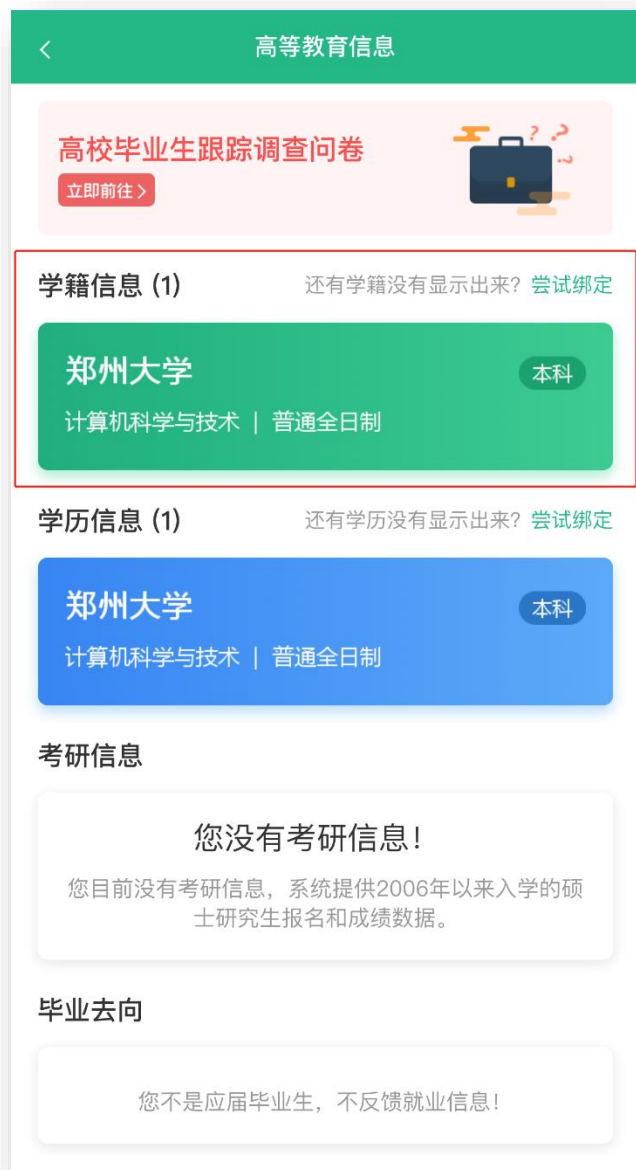 高等教育信息
高校毕业生跟踪调查问卷
立即前往 >
学籍信息 (1) 还有学籍没有显示出来? 尝试绑定
郑州大学 本科
计算机科学与技术 | 普通全日制
学历信息 (1) 还有学历没有显示出来? 尝试绑定
郑州大学 本科
计算机科学与技术 | 普通全日制
考研信息
您没有考研信息!
您目前没有考研信息，系统提供2006年以来入学的硕
士研究生报名和成绩数据。
毕业去向
您不是应届毕业生，不反馈就业信息!